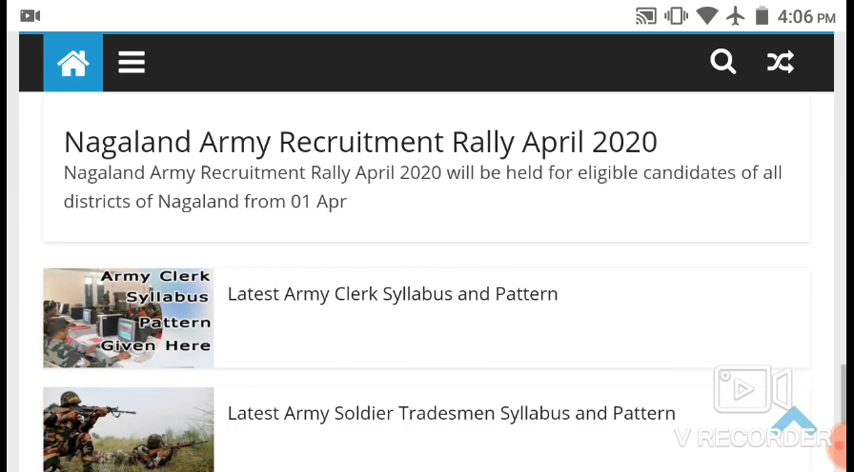 4:06 PM
Nagaland Army Recruitment Rally April 2020
Nagaland Army Recruitment Rally April 2020 will be held for eligible candidates of all
districts of Nagaland from 01 Apr
Army Clerk
Syllabus
Pattern
Given Here
Latest Army Clerk Syllabus and Pattern
Latest Army Soldier Tradesmen Syllabus and Pattern
V RECORDER